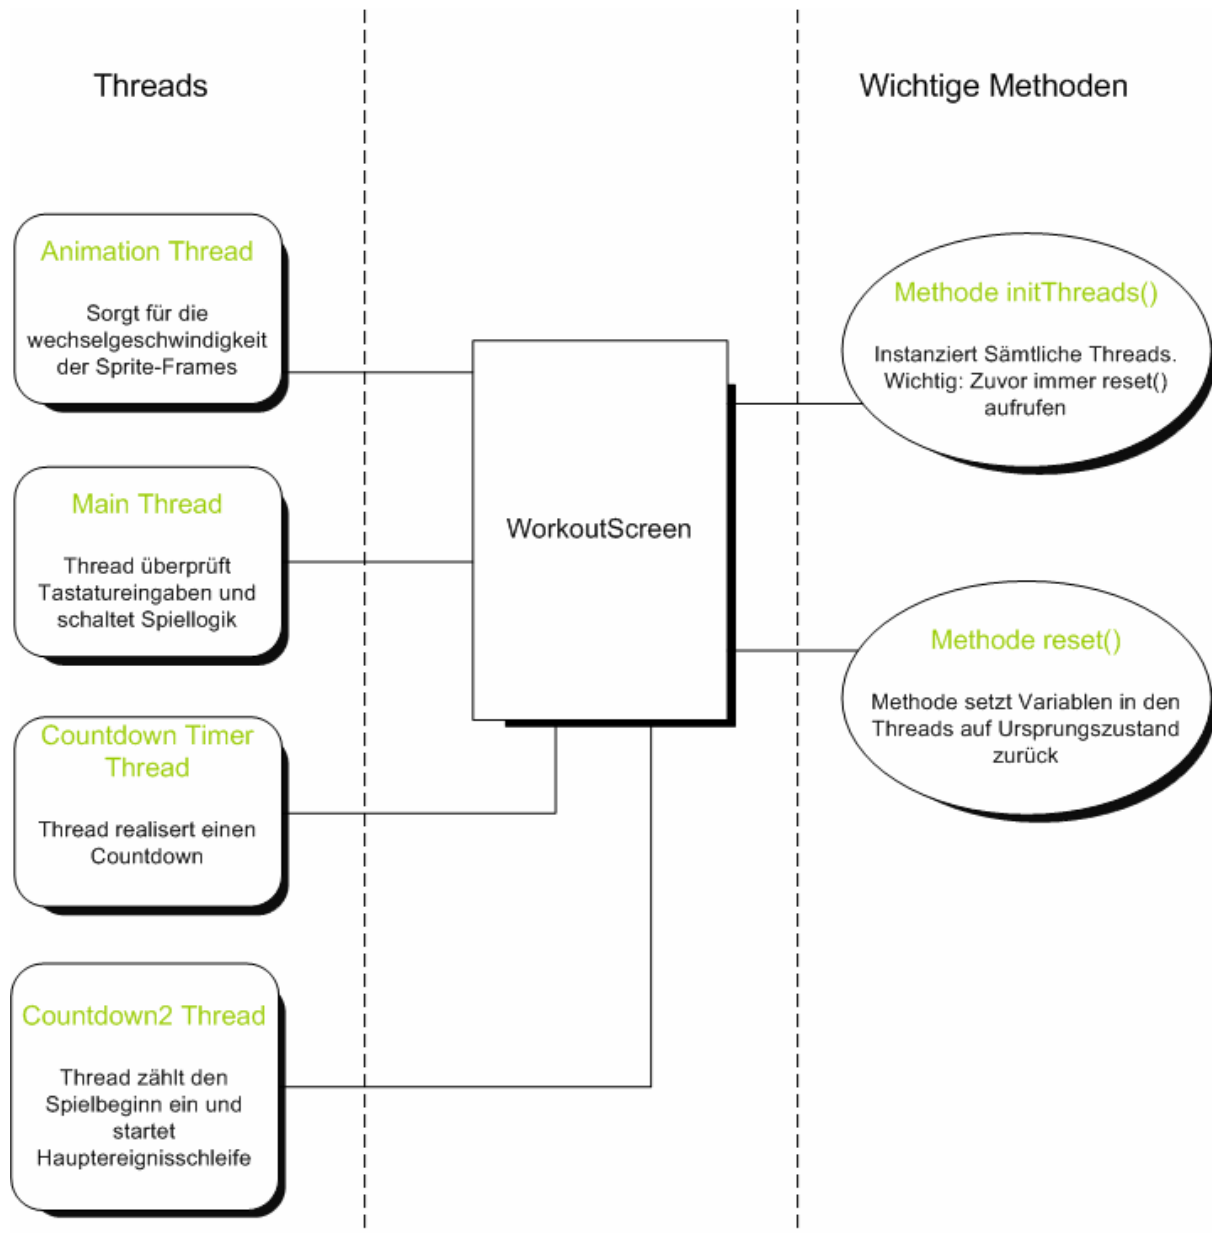 Threads
Wichtige Methoden
Animation Thread
Sorgt für die
wechselgeschwindigkeit
der Sprite-Frames
Main Thread
Thread überprüft
Tastatureingaben und
schaltet Spiellogik
Countdown Timer
Thread
Thread realisert einen
Countdown
Countdown2 Thread
Thread zählt den
Spielbeginn ein und
startet
Hauptereignisschleife
WorkoutScreen
Methode initThreads()
Instanziert Sämtliche Threads.
Wichtig: Zuvor immer reset()
aufrufen
Methode reset()
Methode setzt Variablen in den
Threads auf Ursprungszustand
zurück